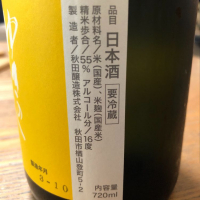 品目 日本酒 要冷蔵
原材料名／米（国産）、米麹（国産米）
精米歩合／55％ アルコール分／16度
製造者／秋田醸造株式会社
秋田市楢山登町5-2
内容量
720ml